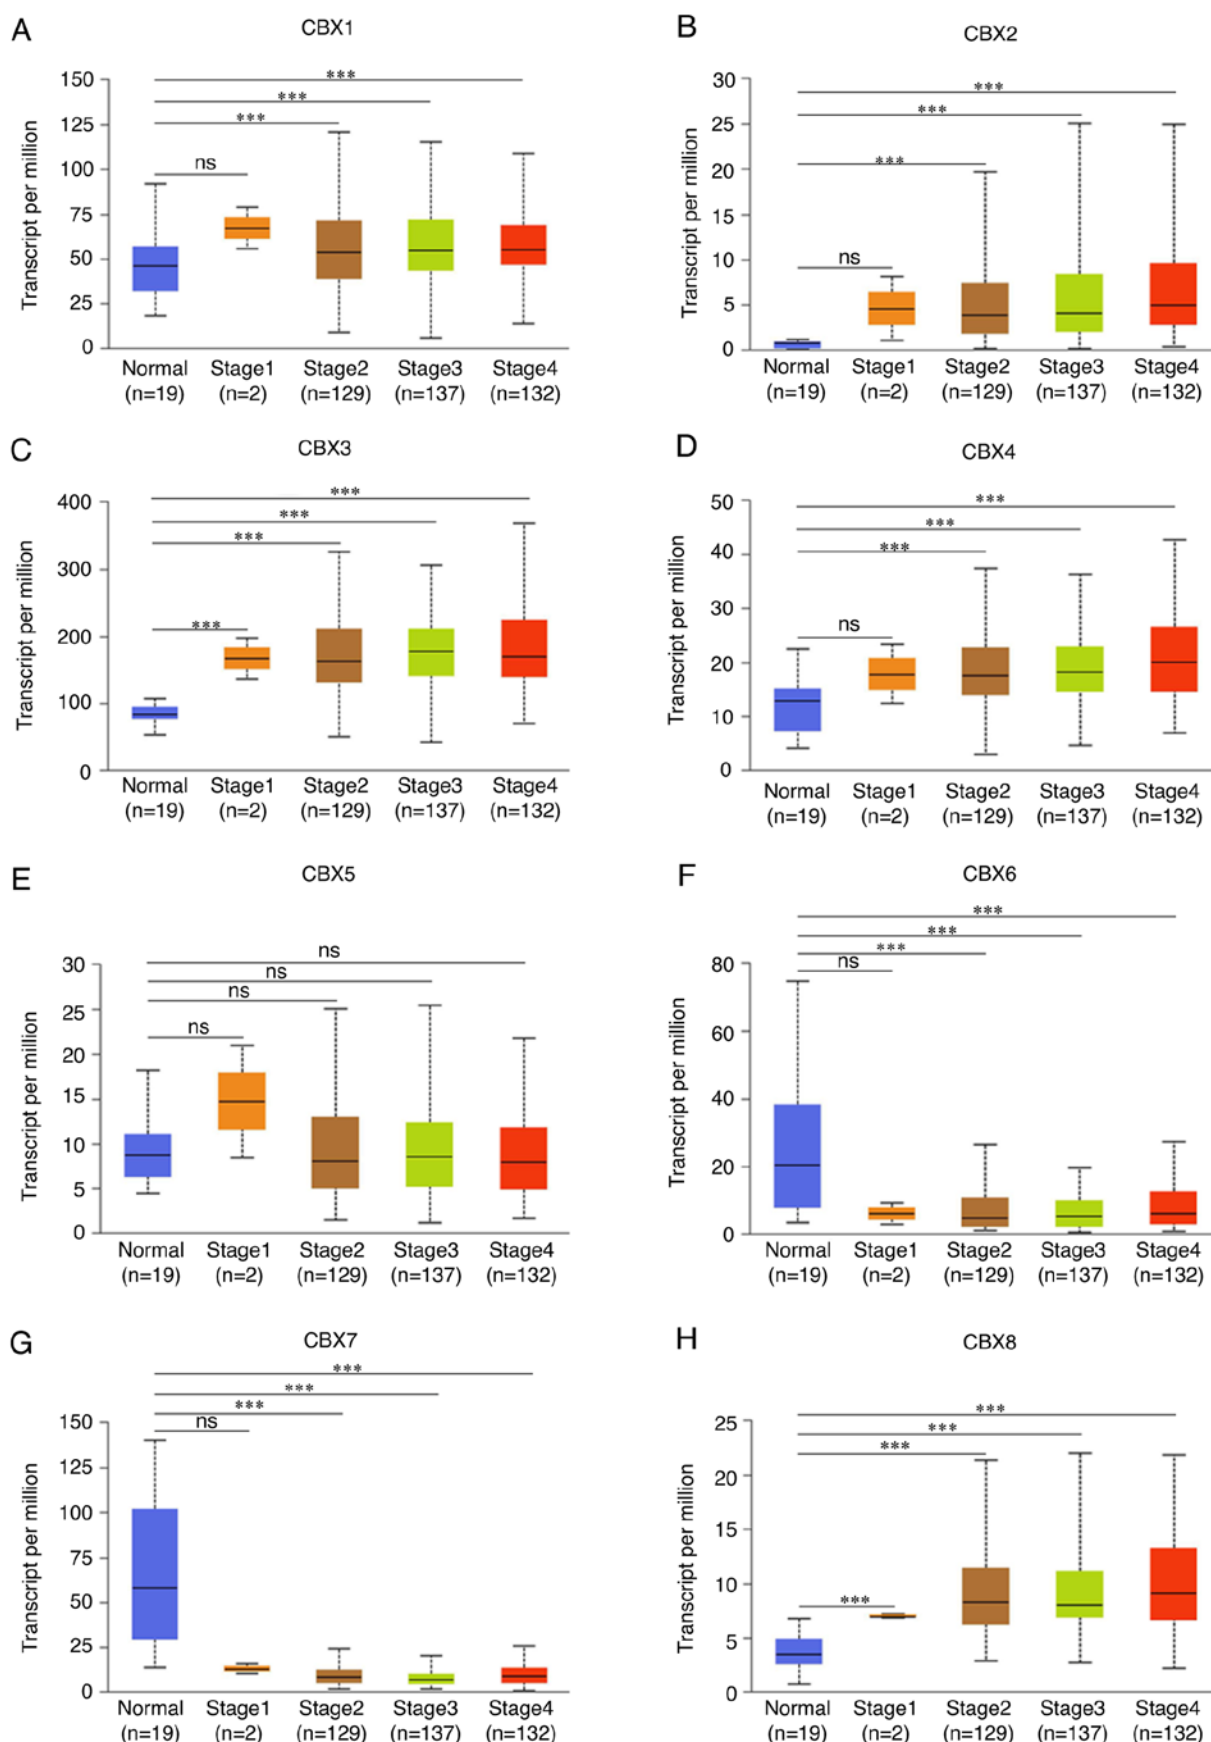 A
CBX1
Transcript per million
150
125
100
75
50
25
0
***
***
***
ns
Normal Stage1 Stage2 Stage3 Stage4
(n=19) (n=2) (n=129) (n=137) (n=132)
B
CBX2
Transcript per million
30
25
20
15
10
5
0
***
***
***
ns
Normal Stage1 Stage2 Stage3 Stage4
(n=19) (n=2) (n=129) (n=137) (n=132)
C
CBX3
Transcript per million
400
300
200
100
0
***
***
***
***
Normal Stage1 Stage2 Stage3 Stage4
(n=19) (n=2) (n=129) (n=137) (n=132)
D
CBX4
Transcript per million
50
40
30
20
10
0
***
***
***
ns
Normal Stage1 Stage2 Stage3 Stage4
(n=19) (n=2) (n=129) (n=137) (n=132)
E
CBX5
Transcript per million
30
25
20
15
10
5
0
ns
ns
ns
ns
Normal Stage1 Stage2 Stage3 Stage4
(n=19) (n=2) (n=129) (n=137) (n=132)
F
CBX6
Transcript per million
80
60
40
20
0
***
***
***
ns
Normal Stage1 Stage2 Stage3 Stage4
(n=19) (n=2) (n=129) (n=137) (n=132)
G
CBX7
Transcript per million
150
125
100
75
50
25
0
***
***
***
ns
Normal Stage1 Stage2 Stage3 Stage4
(n=19) (n=2) (n=129) (n=137) (n=132)
H
CBX8
Transcript per million
25
20
15
10
5
0
***
***
***
***
Normal Stage1 Stage2 Stage3 Stage4
(n=19) (n=2) (n=129) (n=137) (n=132)